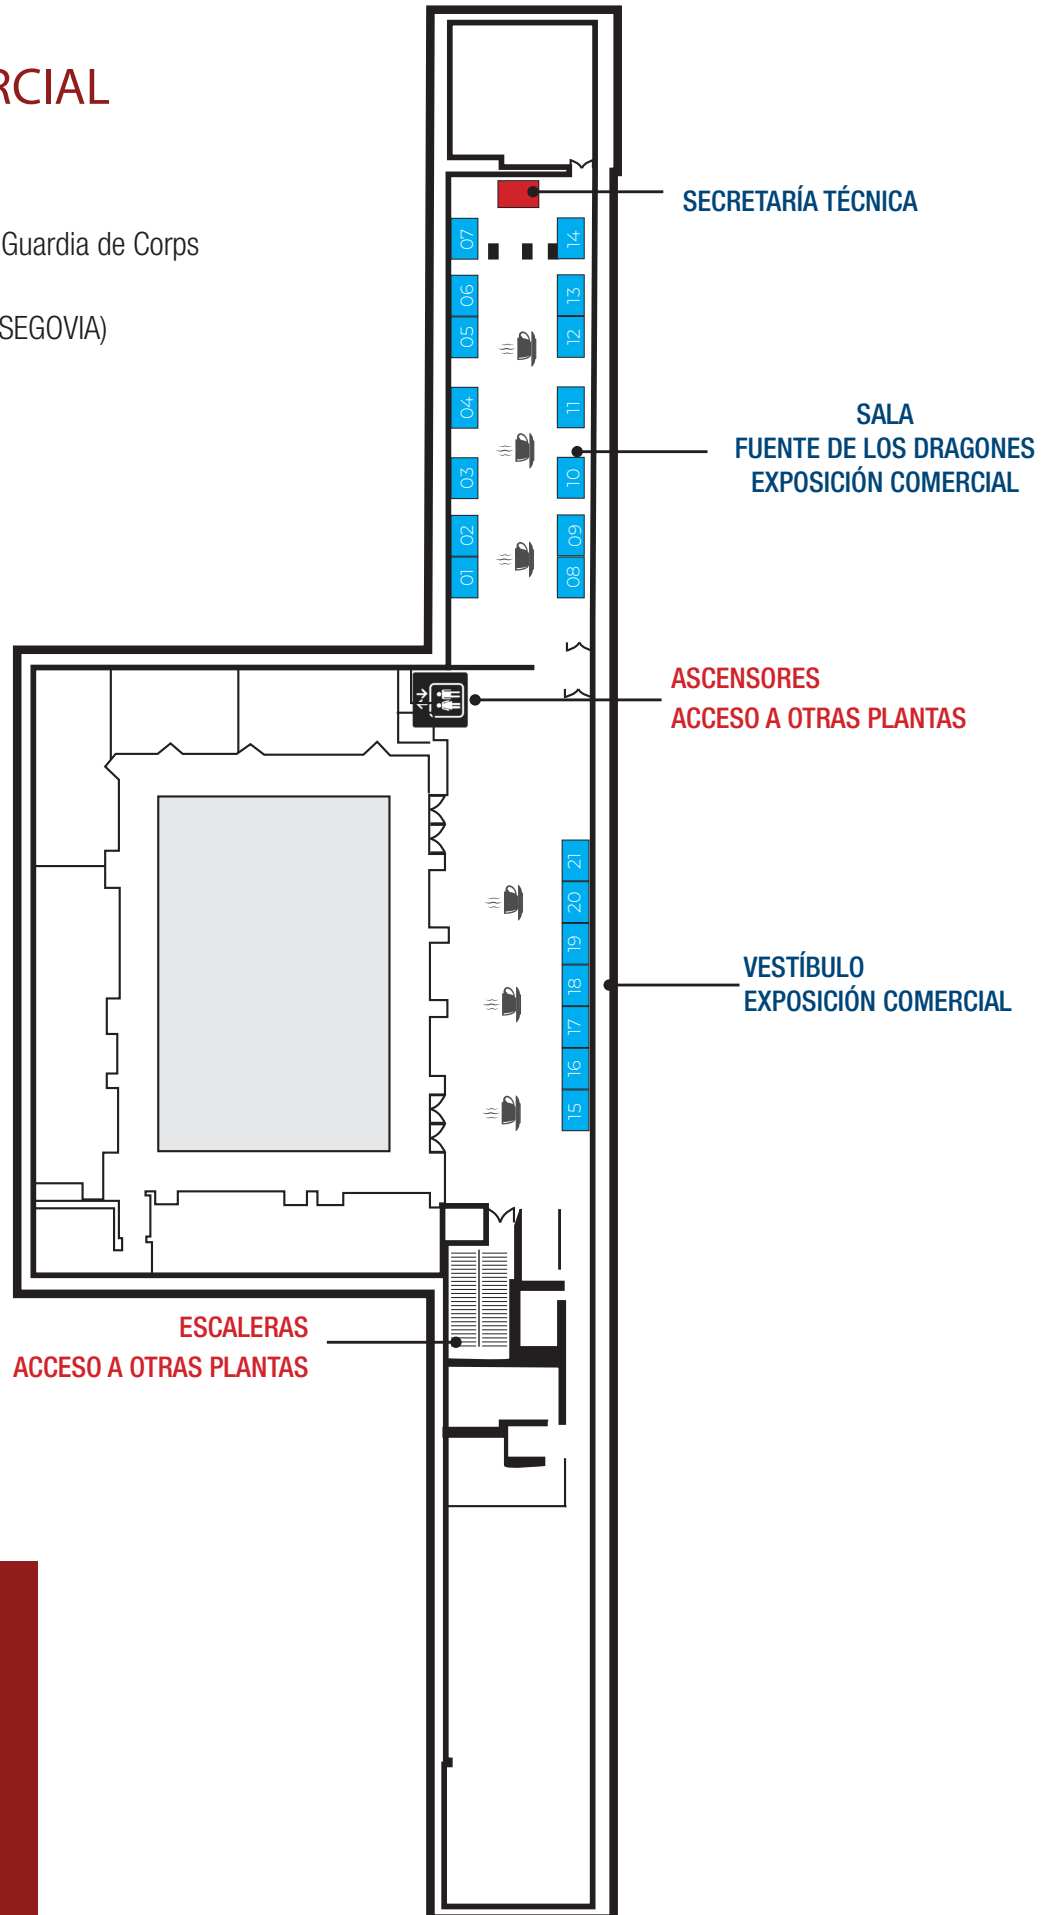 RCIAL
Guardia de Corps
SEGOVIA)
SECRETARÍA TÉCNICA
07
14
06
13
05
12
04
11
SALA
FUENTE DE LOS DRAGONES
EXPOSICIÓN COMERCIAL
03
10
02
09
01
08
ASCENSORES
ACCESO A OTRAS PLANTAS
21
20
19
18
17
16
15
VESTÍBULO
EXPOSICIÓN COMERCIAL
ESCALERAS
ACCESO A OTRAS PLANTAS